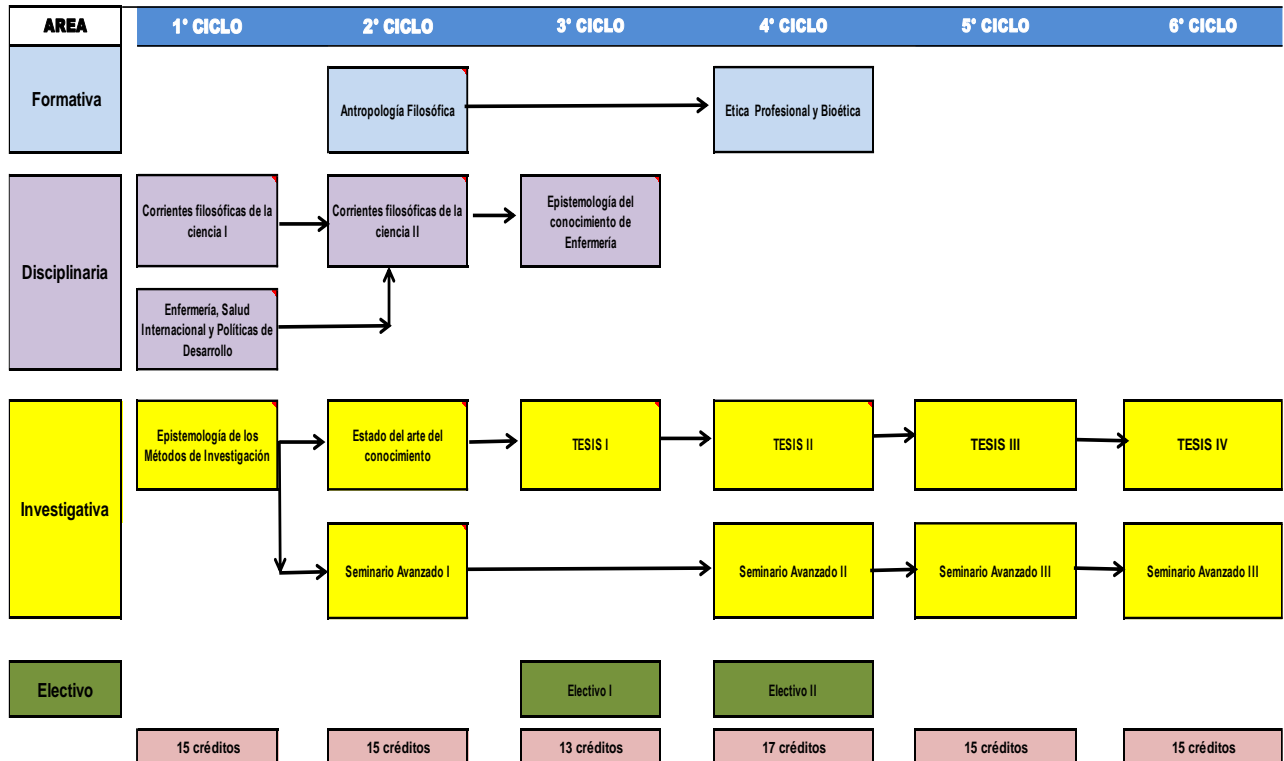 AREA
1° CICLO
2° CICLO
3° CICLO
4° CICLO
5° CICLO
6° CICLO
Formativa
Antropología Filosófica
Etica Profesional y Bioética
Disciplinaria
Corrientes filosóficas de la
ciencia I
Corrientes filosóficas de la
ciencia II
Epistemología del
conocimiento de
Enfermería
Enfermería, Salud
Internacional y Políticas de
Desarrollo
Investigativa
Epistemología de los
Métodos de Investigación
Estado del arte del
conocimiento
TESIS I
TESIS II
TESIS III
TESIS IV
Seminario Avanzado I
Seminario Avanzado II
Seminario Avanzado III
Seminario Avanzado III
Electivo
Electivo I
Electivo II
15 créditos
15 créditos
13 créditos
17 créditos
15 créditos
15 créditos